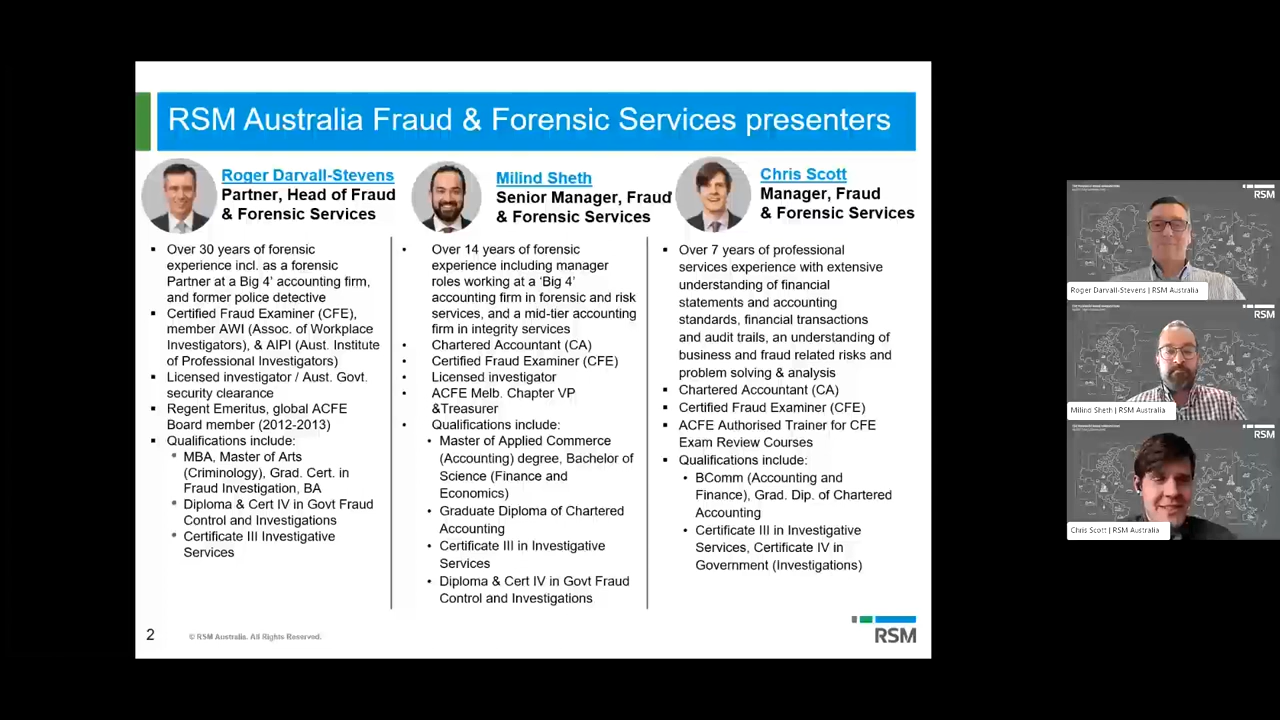 RSM Australia Fraud & Forensic Services presenters
Roger Darvall-Stevens
Partner, Head of Fraud
& Forensic Services
▪ Over 30 years of forensic
experience incl. as a forensic
Partner at a Big 4’ accounting firm,
and former police detective
▪ Certified Fraud Examiner (CFE),
member AWI (Assoc. of Workplace
Investigators), & AIPI (Aust. Institute
of Professional Investigators)
▪ Licensed investigator / Aust. Govt.
security clearance
▪ Regent Emeritus, global ACFE
Board member (2012-2013)
▪ Qualifications include:
• MBA, Master of Arts
(Criminology), Grad. Cert. in
Fraud Investigation, BA
• Diploma & Cert IV in Govt Fraud
Control and Investigations
• Certificate III Investigative
Services
Milind Sheth
Senior Manager, Fraud
& Forensic Services
• Over 14 years of forensic
experience including manager
roles working at a ‘Big 4’
accounting firm in forensic and risk
services, and a mid-tier accounting
firm in integrity services
• Chartered Accountant (CA)
• Certified Fraud Examiner (CFE)
• Licensed investigator
• ACFE Melb. Chapter VP
&Treasurer
• Qualifications include:
• Master of Applied Commerce
(Accounting) degree, Bachelor of
Science (Finance and
Economics)
• Graduate Diploma of Chartered
Accounting
• Certificate III in Investigative
Services
• Diploma & Cert IV in Govt Fraud
Control and Investigations
Chris Scott
Manager, Fraud
& Forensic Services
▪ Over 7 years of professional
services experience with extensive
understanding of financial
statements and accounting
standards, financial transactions
and audit trails, an understanding of
business and fraud related risks and
problem solving & analysis
▪ Chartered Accountant (CA)
▪ Certified Fraud Examiner (CFE)
▪ ACFE Authorised Trainer for CFE
Exam Review Courses
▪ Qualifications include:
• BComm (Accounting and
Finance), Grad. Dip. of Chartered
Accounting
• Certificate III in Investigative
Services, Certificate IV in
Government (Investigations)
2
© RSM Australia. All Rights Reserved.
RSM
RSM
Roger Darvall-Stevens | RSM Australia
RSM
Milind Sheth | RSM Australia
RSM
Chris Scott | RSM Australia